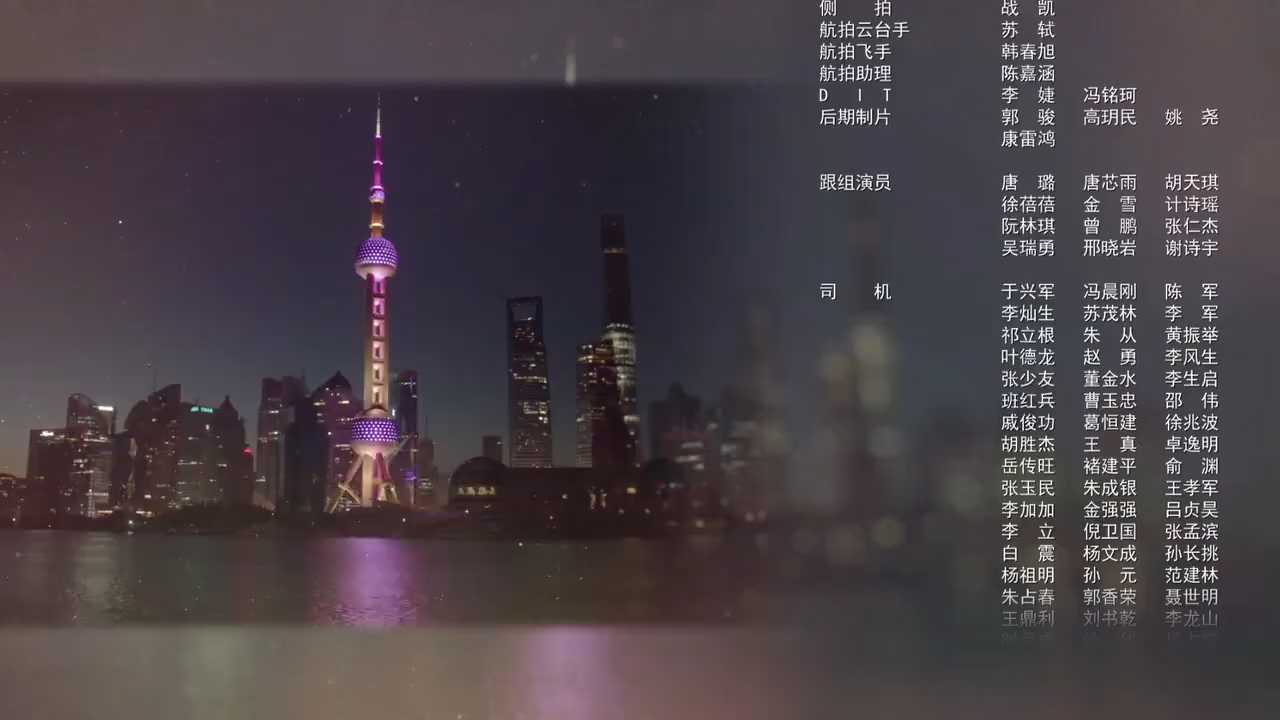 侧 拍 战 凯
航拍云台手 苏 轼
航拍飞手 韩春旭
航拍助理 陈嘉涵
D I T 李 婕 冯铭珂
后期制片 郭 骏 高玥民 姚 尧
康雷鸿
跟组演员 唐 璐 唐芯雨 胡天琪
徐蓓蓓 金 雪 计诗瑶
阮林琪 曾 鹏 张仁杰
吴瑞勇 邢晓岩 谢诗宇
司 机 于兴军 冯晨刚 陈 军
李灿生 苏茂林 李 军
祁立根 朱 从 黄振举
叶德龙 赵 勇 李风生
张少友 董金水 李生启
班红兵 曹玉忠 邵 伟
戚俊功 葛恒建 徐兆波
胡胜杰 王 真 卓逸明
岳传旺 褚建平 俞 渊
张玉民 朱成银 王孝军
李加加 金强强 吕贞昊
李 立 倪卫国 张孟滨
白 震 杨文成 孙长挑
杨祖明 孙 元 范建林
朱占春 郭香荣 聂世明
王鼎利 刘书乾 李龙山